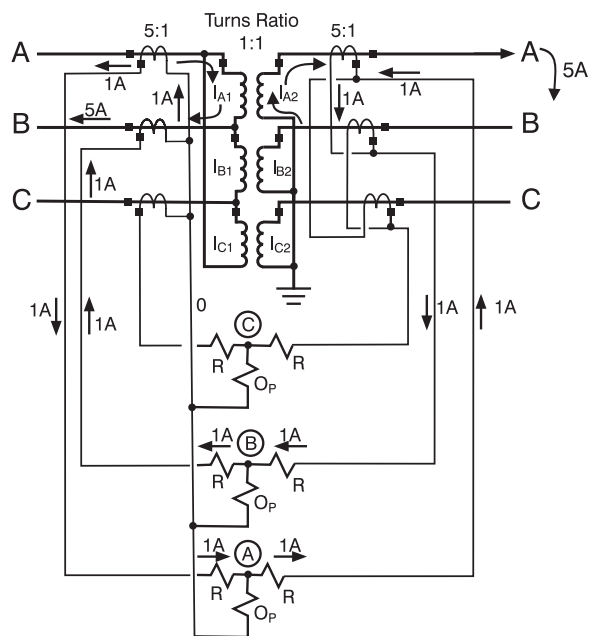 Turns Ratio
5:1 1:1 5:1
A A
1A I_A1 I_A2 1A 5A
1A 1A
5A
B B
I_B1 I_B2
1A
C C
I_C1 I_C2
0
1A 1A 1A 1A
C
R R
O_P
1A B 1A
R R
O_P
1A A 1A
R R
O_P